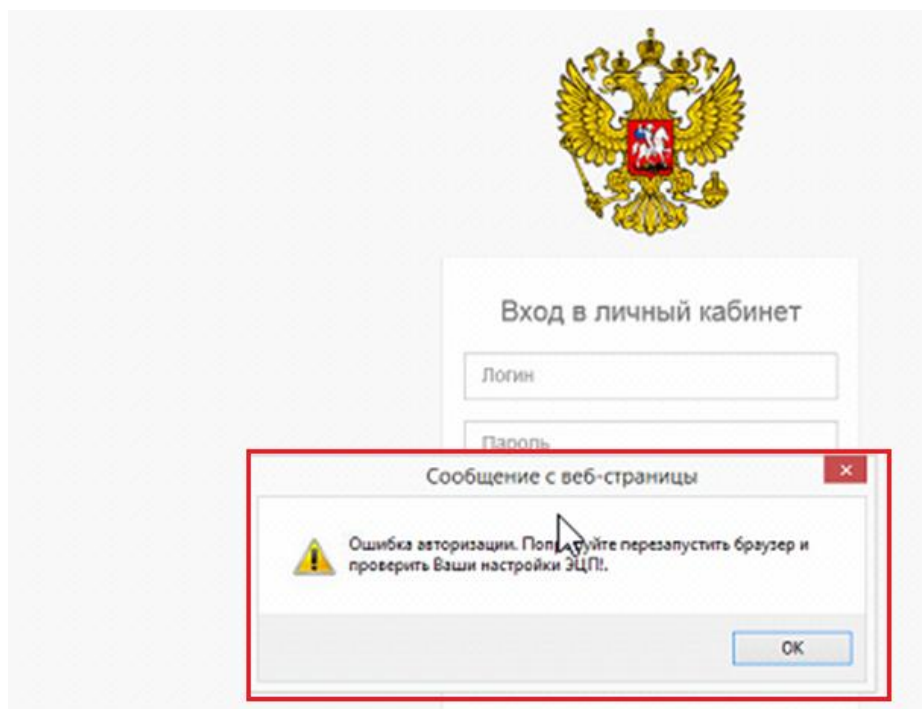 Вход в личный кабинет
Логин
Пароль
Сообщение с веб-страницы
Ошибка авторизации. перезапустить браузер и
проверить Ваши настройки ЭЦП!.
OK